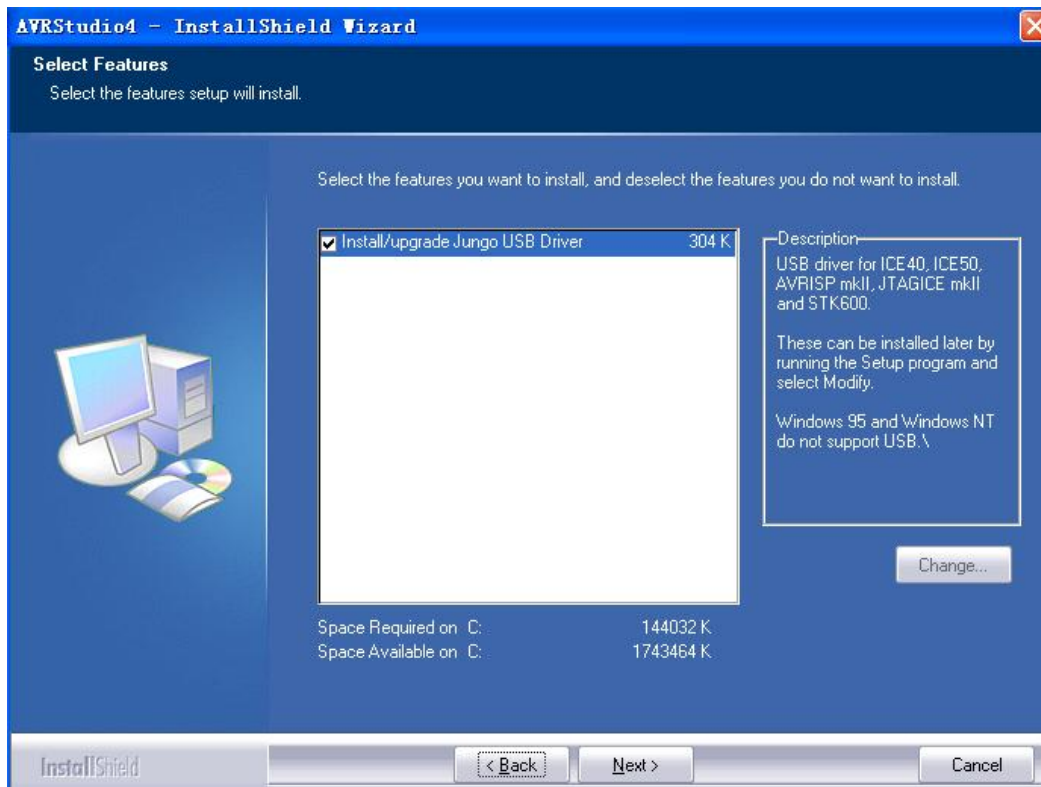 AVRStudio4 - InstallShield Wizard
Select Features
Select the features setup will install.
Select the features you want to install, and deselect the features you do not want to install.
Install/upgrade Jungo USB Driver 304 K
Description
USB driver for ICE40, ICE50,
AVRISP mkII, JTAGICE mkII
and STK600.
These can be installed later by
running the Setup program and
select Modify.
Windows 95 and Windows NT
do not support USB.\
Change...
Space Required on C: 144032 K
Space Available on C: 1743464 K
InstallShield
< Back
Next >
Cancel